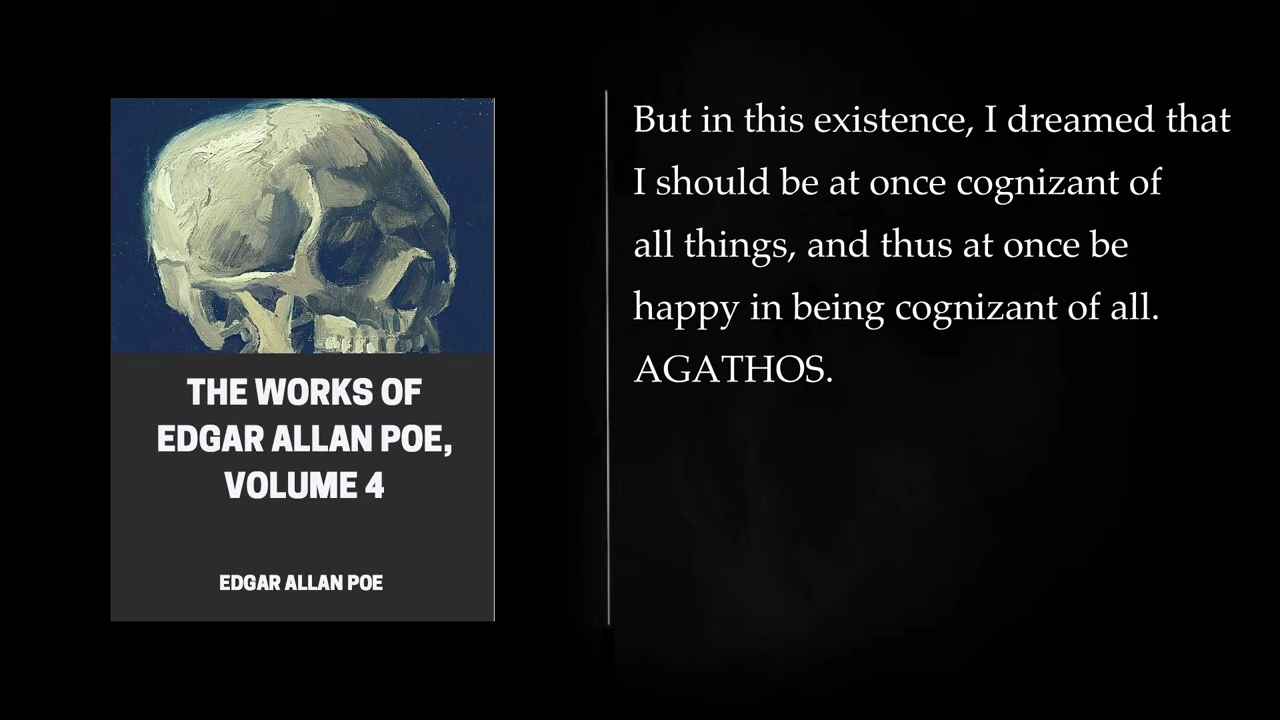 THE WORKS OF
EDGAR ALLAN POE,
VOLUME 4
EDGAR ALLAN POE
But in this existence, I dreamed that
I should be at once cognizant of
all things, and thus at once be
happy in being cognizant of all.
AGATHOS.